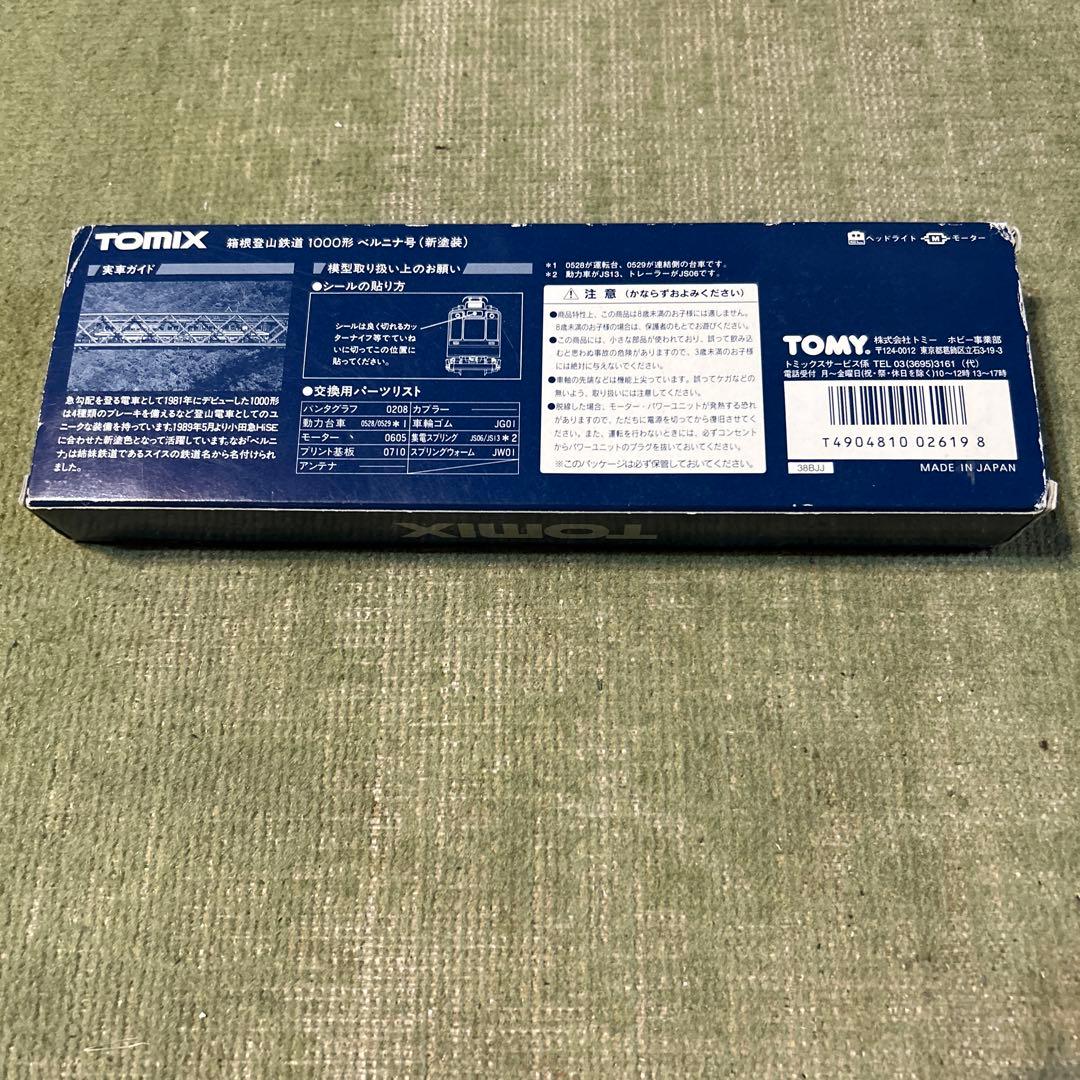 TOMIX 箱根登山鉄道 1000形 ベルニナ号(新塗装)
ヘッドライト M モーター
実車ガイド
急勾配を登る電車として1981年にデビューした1000形
は4種類のブレーキを備えるなど登山電車としてのユ
ニークな装備を持っています。1989年5月より小田急HiSE
に合わせた新塗色となって活躍しています。なお「ベルニ
ナ」は姉妹鉄道であるスイスの鉄道名から名付けられ
ました。
模型取り扱い上のお願い
●シールの貼り方
シールは良く切れるカッ
ターナイフ等でていね
いに切ってこの位置に
貼ってください。
●交換用パーツリスト
パンタグラフ 0208 カプラー
動力台車 0528/0529※1 車輪ゴム JG01
モーター 0605 集電スプリング JS06/JS13※2
プリント基板 0710 スプリングウォーム JW01
アンテナ
※1 0528が運転台、0529が連結側の台車です。
※2 動力車がJS13、トレーラーがJS06です。
注意 (かならずおよみください)
●商品特性上、この商品は8歳未満のお子様には適しません。
8歳未満のお子様の場合は、保護者のもとでお遊びください。
●この商品には、小さな部品が使われており、誤って飲み込
むと思わぬ事故の危険がありますので、3歳未満のお子様
には絶対に与えないでください。
●車軸の先端などは機能上尖っています。誤ってケガなどの
無いよう、取り扱いには注意してください。
●脱線した場合、モーター・パワーユニットが発熱する恐れ
がありますので、ただちに電源を切ってから復旧させてく
ださい。また、運転を行わないときには、必ずコンセント
からパワーユニットのプラグを抜いておいてください。
※このパッケージは必ず保管しておいてください。
TOMY. 株式会社トミー ホビー事業部
〒124-0012 東京都葛飾区立石3-19-3
トミックスサービス係 TEL 03(3695)3161 (代)
電話受付 月〜金曜日(祝・祭・休日を除く)10〜12時 13〜17時
T4904810 02619 8
38BJJ MADE IN JAPAN
TOMIX